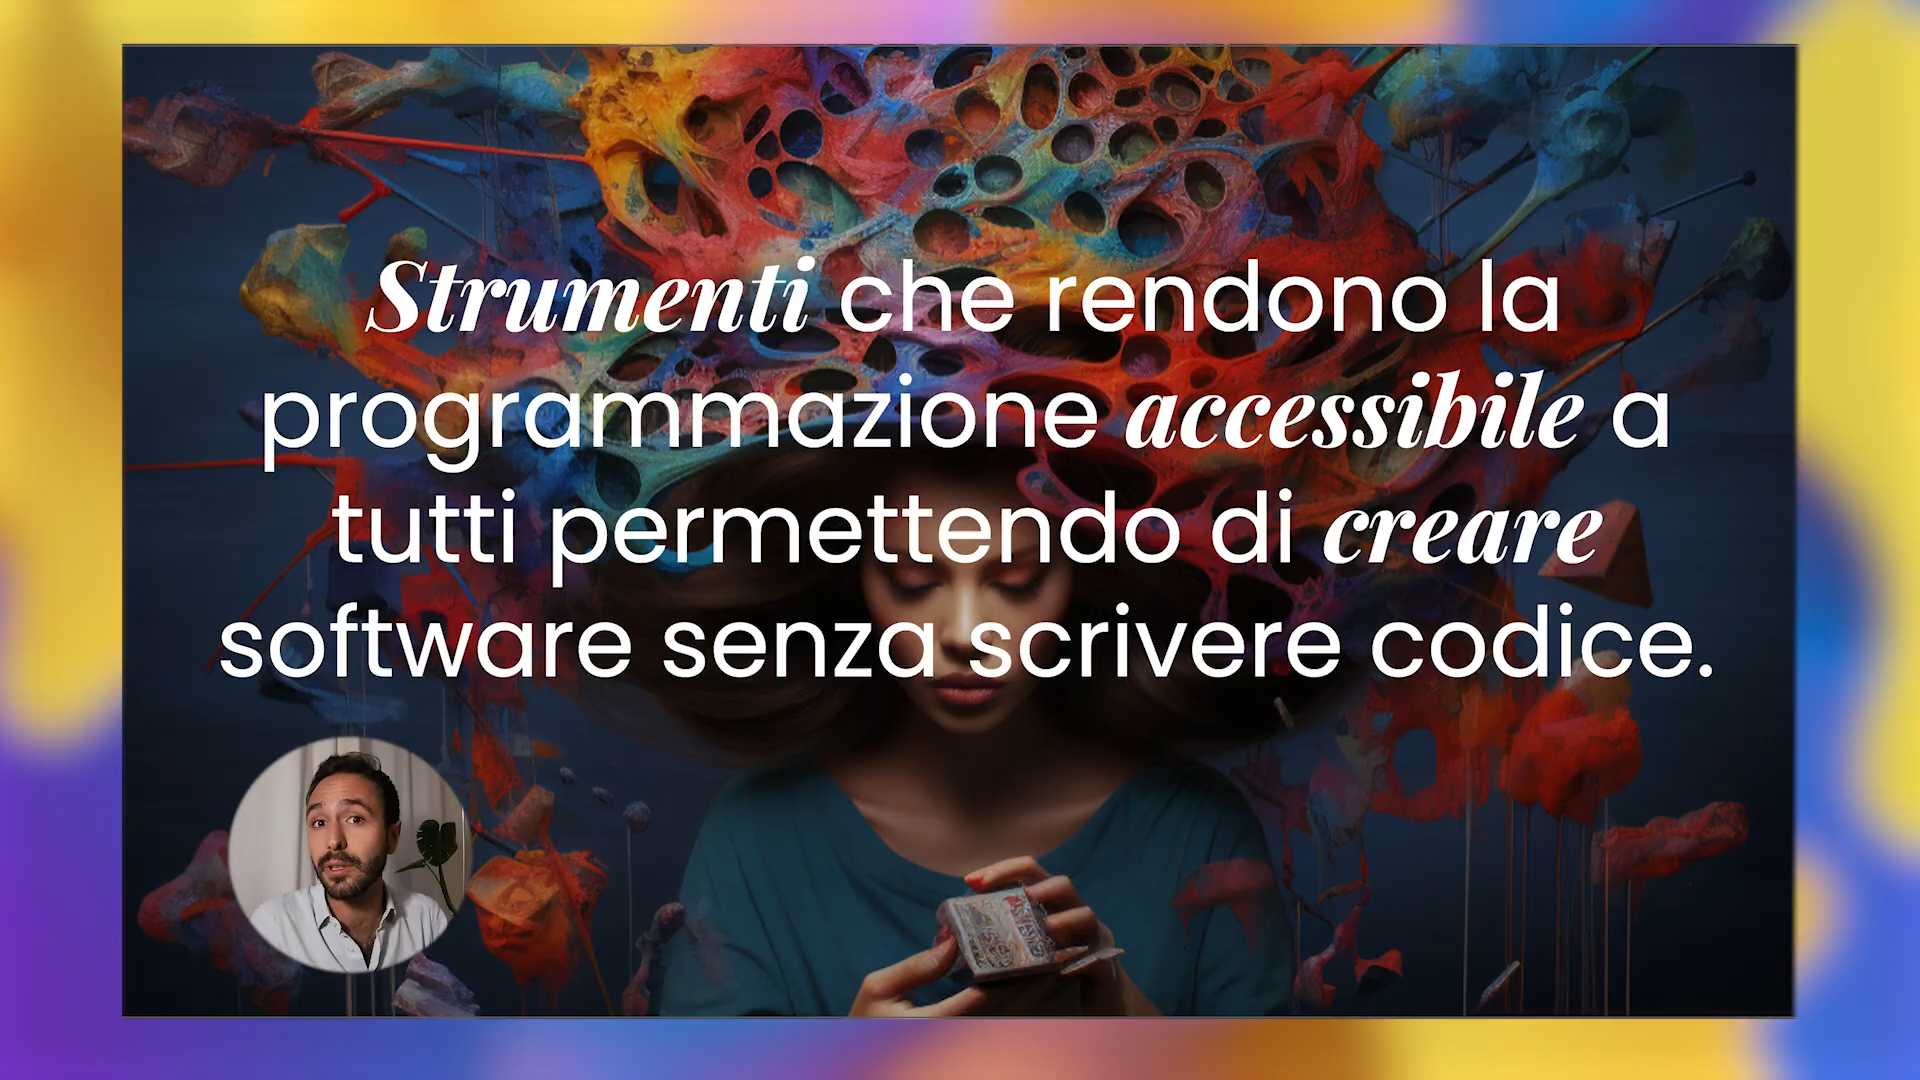 Strumenti che rendono la
programmazione accessibile a
tutti permettendo di creare
software senza scrivere codice.